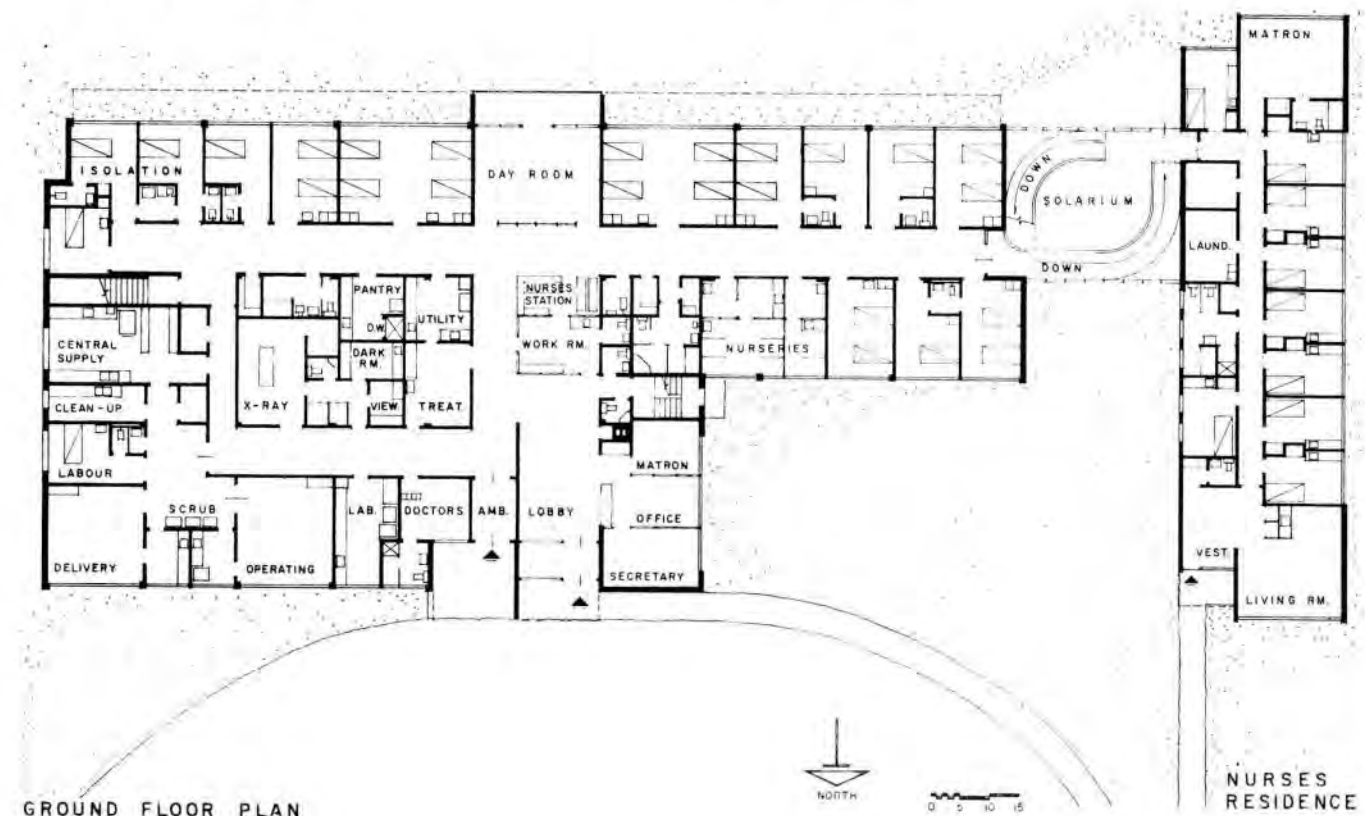 MATRON
ISOLATION
DAY ROOM
DOWN
SOLARIUM
LAUND.
DOWN
PANTRY
NURSES
STATION
UTILITY
D.W.
CENTRAL
SUPPLY
WORK RM.
NURSERIES
DARK
RM.
CLEAN-UP
X-RAY
VIEW
TREAT.
LABOUR
MATRON
SCRUB
LAB.
DOCTORS
AMB.
LOBBY
OFFICE
VEST.
DELIVERY
OPERATING
SECRETARY
LIVING RM.
NORTH
0 5 10 15
GROUND FLOOR PLAN
NURSES
RESIDENCE